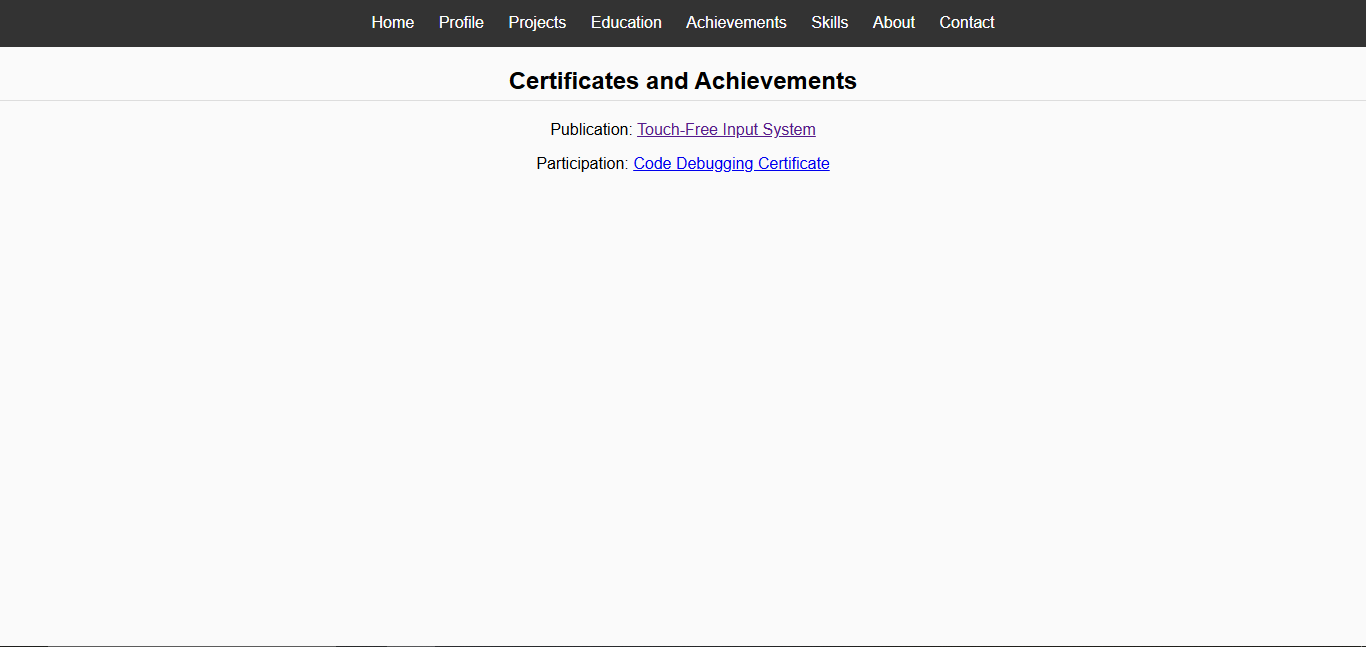 Home Profile Projects Education Achievements Skills About Contact
Certificates and Achievements
Publication: Touch-Free Input System
Participation: Code Debugging Certificate